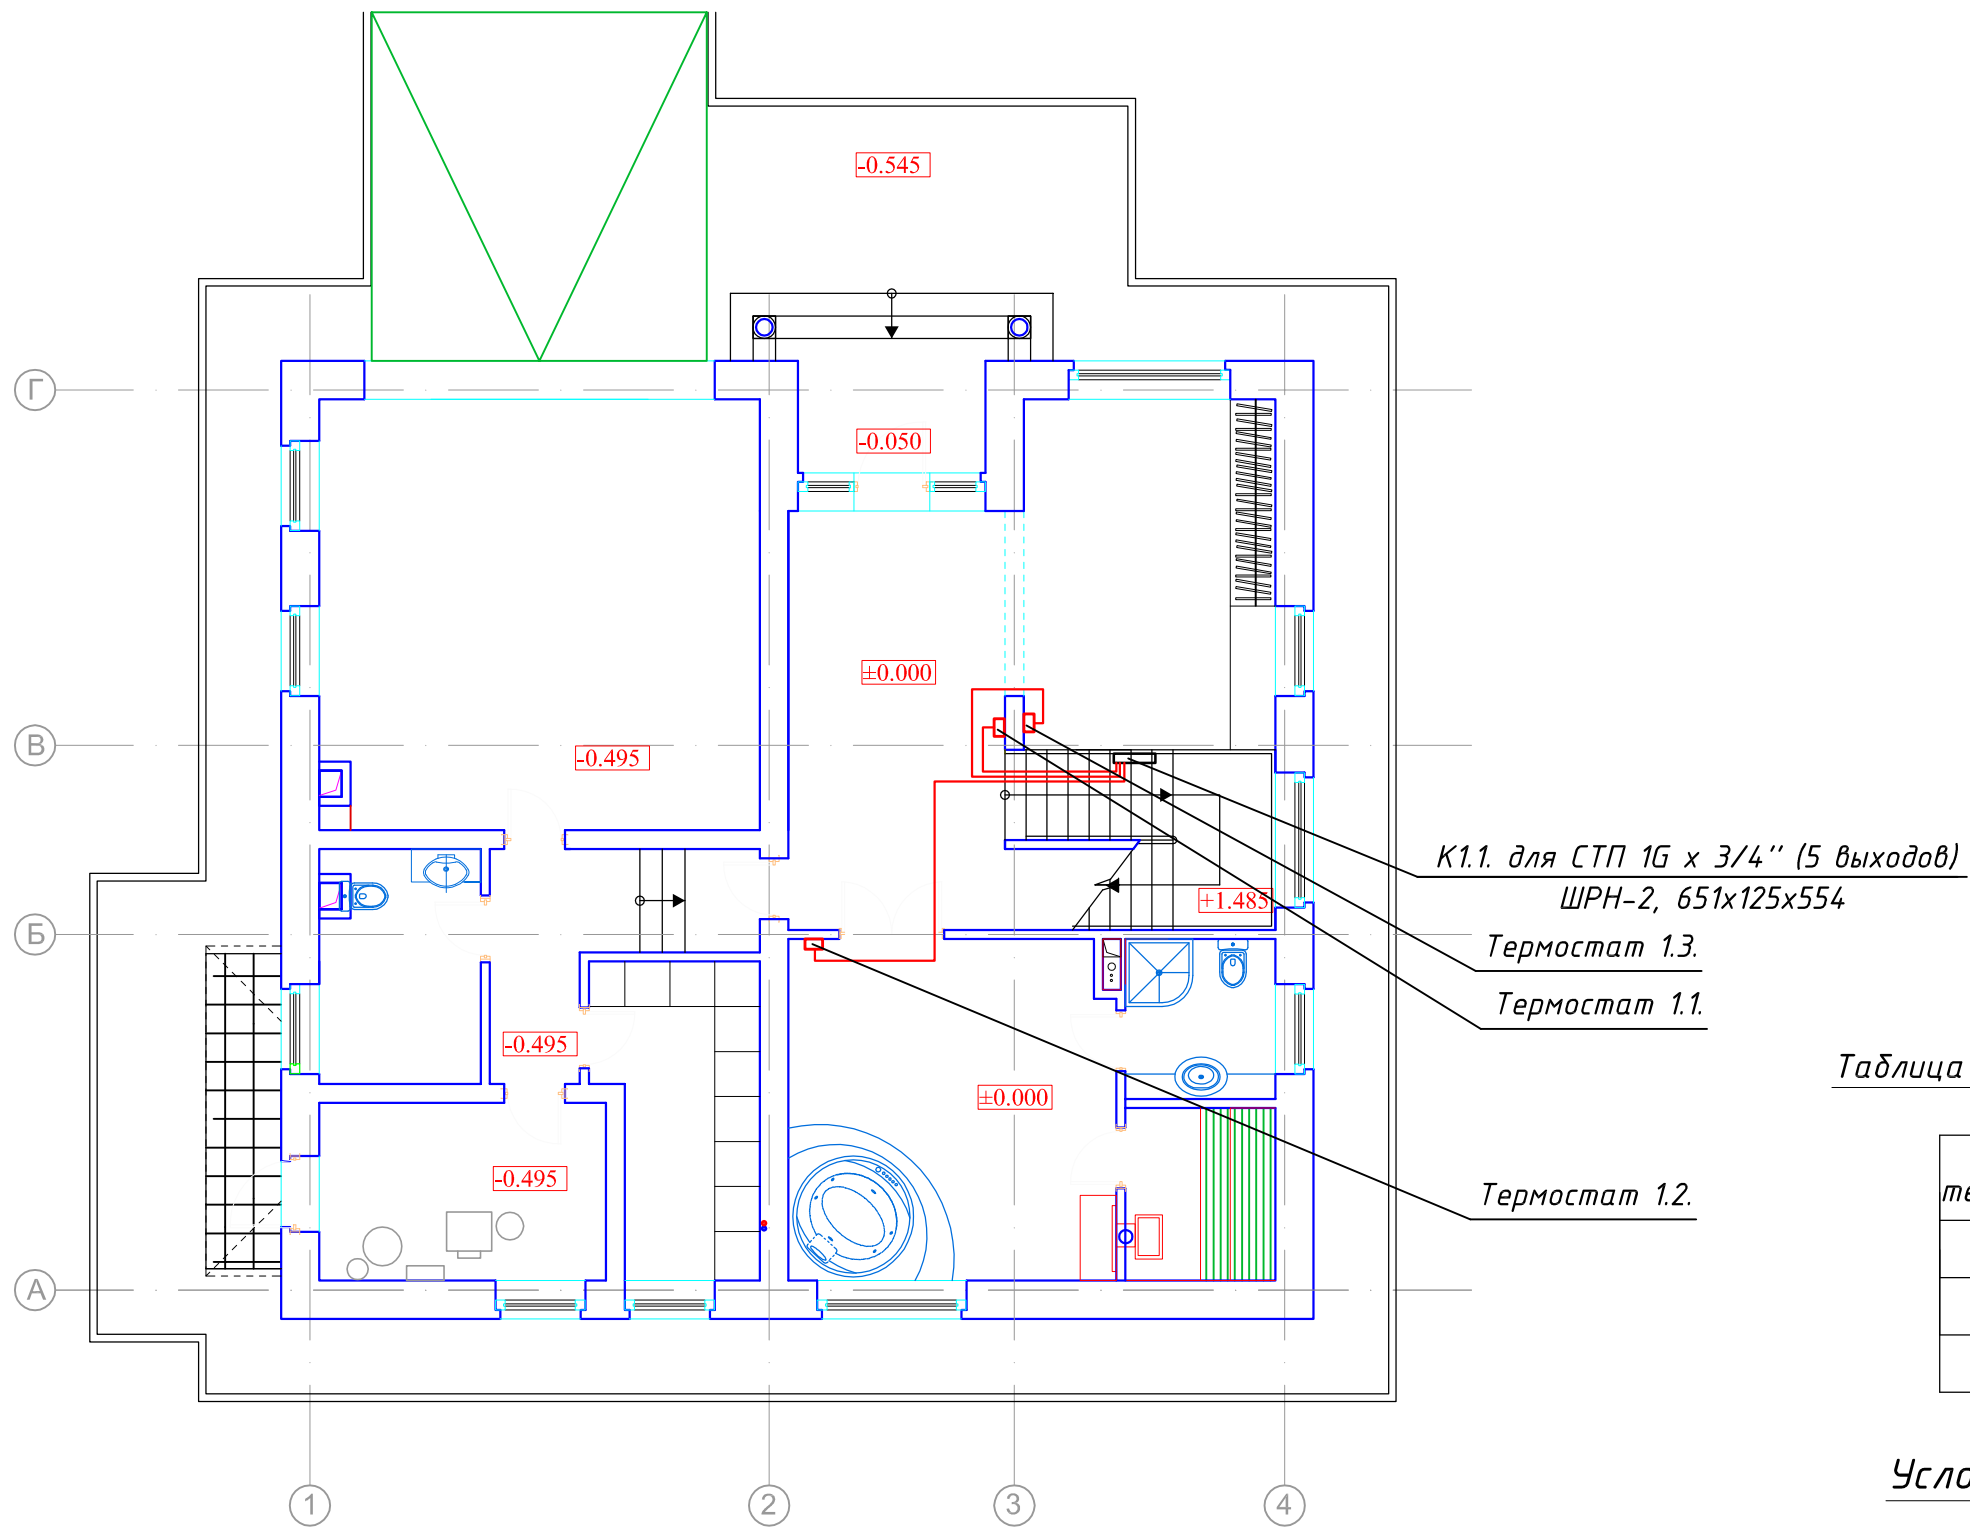 -0.545
Г
-0.050
±0.000
В
-0.495
К1.1. для СТП 1G x 3/4'' (5 выходов)
ШРН-2, 651x125x554
+1.485
Б
Термостат 1.3.
Термостат 1.1.
-0.495
Таблица
±0.000
-0.495
Термостат 1.2.
А
1
2
3
4